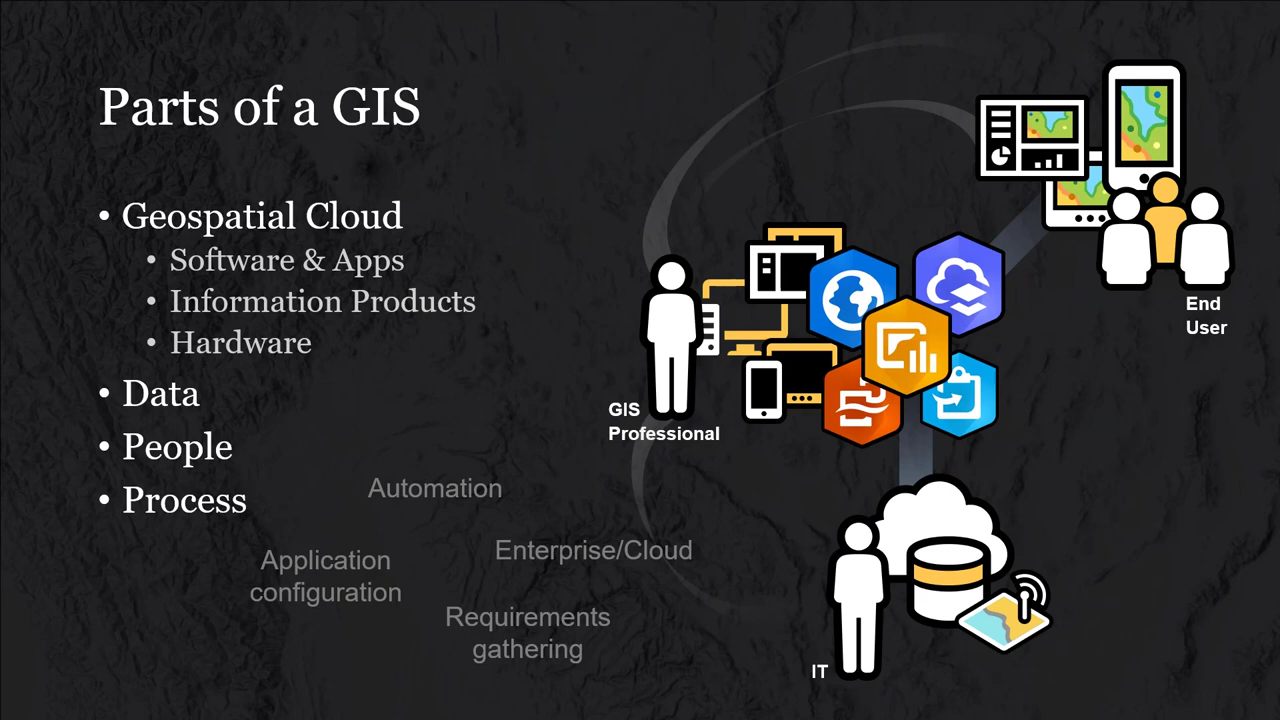 Parts of a GIS
• Geospatial Cloud
• Software & Apps
• Information Products
• Hardware
• Data
• People
• Process
Automation
Enterprise/Cloud
Application
configuration
Requirements
gathering
GIS
Professional
End
User
IT